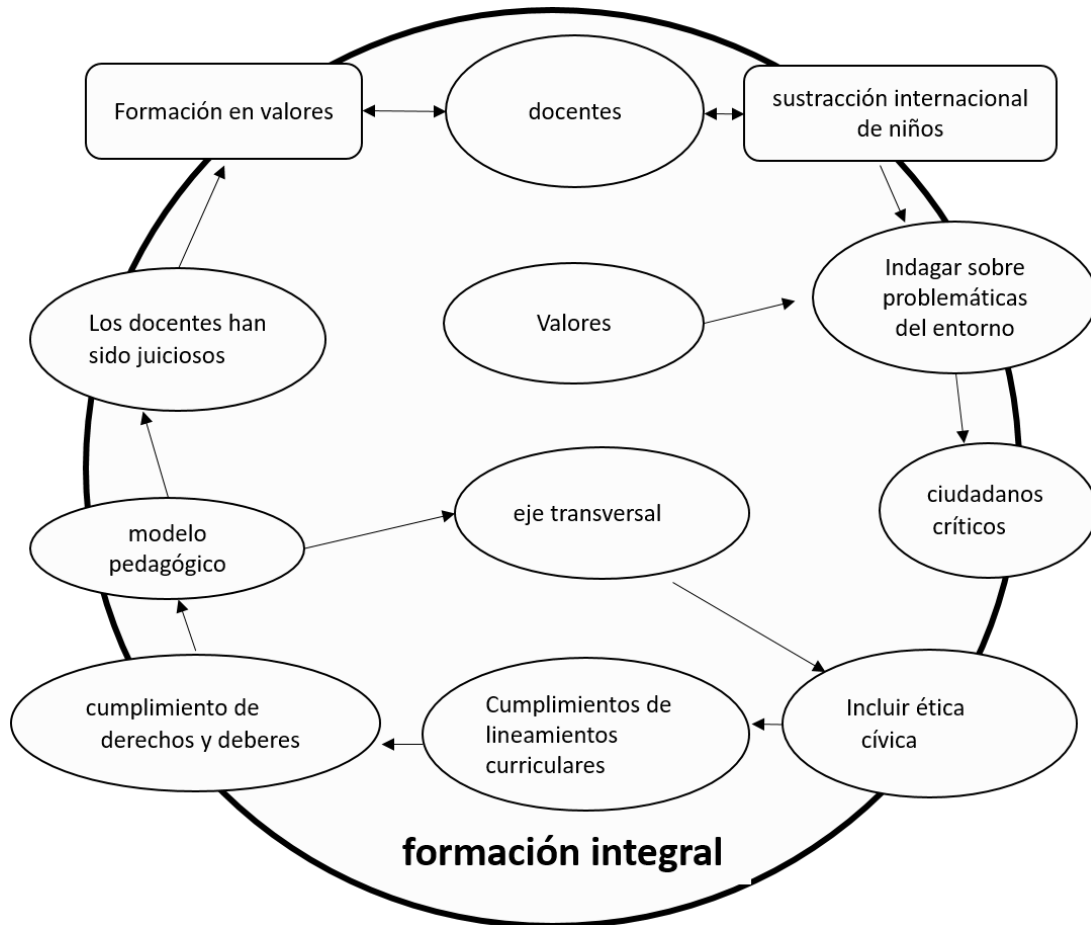 Formación en valores
docentes
sustracción internacional
de niños
Indagar sobre
problemáticas
del entorno
Valores
Los docentes han
sido juiciosos
ciudadanos
críticos
eje transversal
modelo
pedagógico
Incluir ética
cívica
Cumplimientos de
lineamientos
curriculares
cumplimiento de
derechos y deberes
formación integral